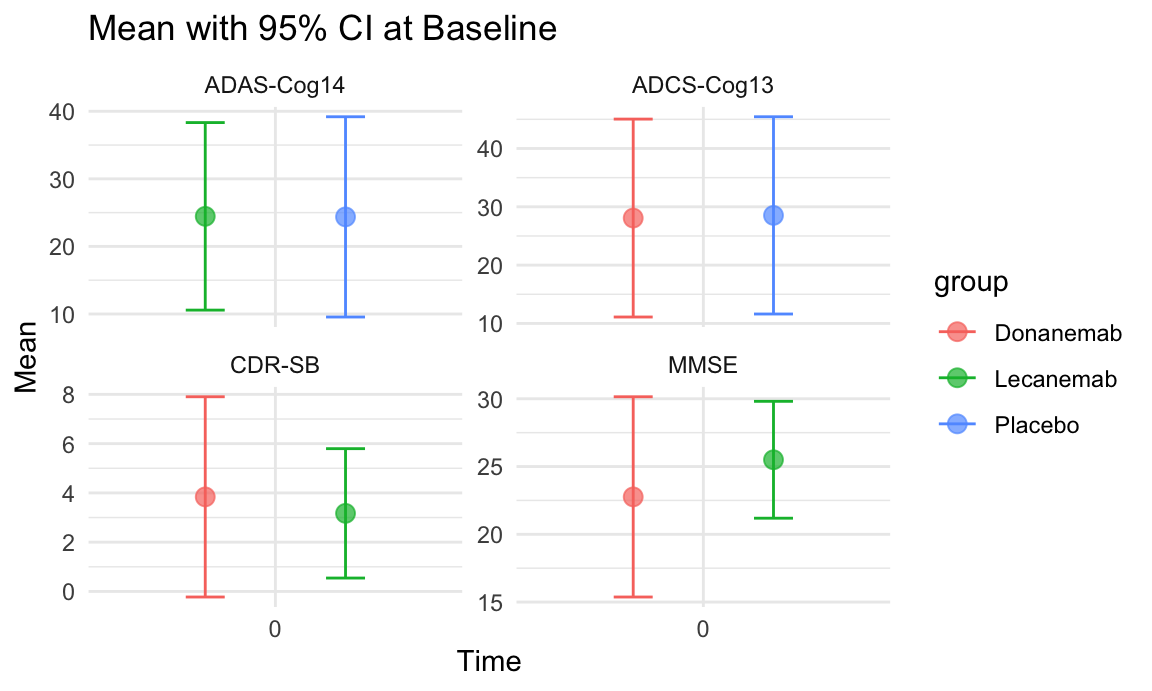 Mean with 95% CI at Baseline
ADAS-Cog14
ADCS-Cog13
40
30
20
10
40
30
20
10
Mean
CDR-SB
MMSE
8
6
4
2
0
30
25
20
15
0
0
Time
group
Donanemab
Lecanemab
Placebo